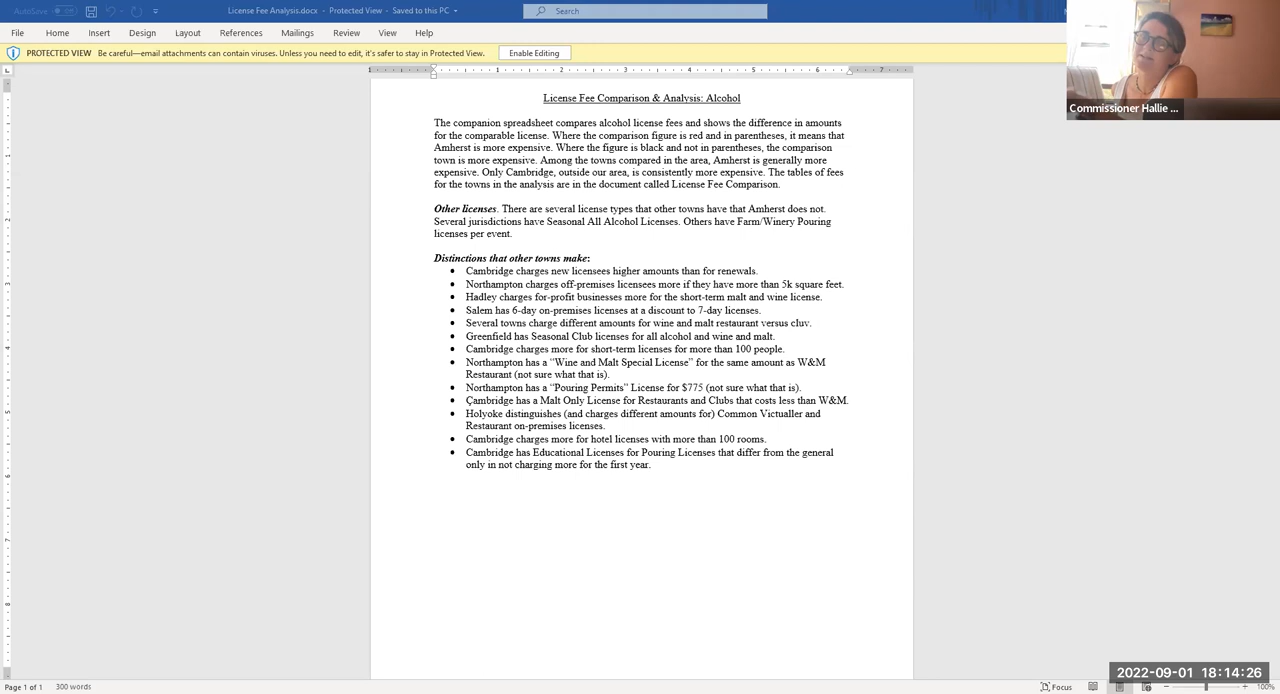 AutoSave Off
License Fee Analysis.docx - Protected View - Saved to this PC
Search
File Home Insert Design Layout References Mailings Review View Help
PROTECTED VIEW Be careful—email attachments can contain viruses. Unless you need to edit, it's safer to stay in Protected View. Enable Editing
Commissioner Hallie ...
1 1 2 3 4 5 6 7
License Fee Comparison & Analysis: Alcohol
The companion spreadsheet compares alcohol license fees and shows the difference in amounts
for the comparable license. Where the comparison figure is red and in parentheses, it means that
Amherst is more expensive. Where the figure is black and not in parentheses, the comparison
town is more expensive. Among the towns compared in the area, Amherst is generally more
expensive. Only Cambridge, outside our area, is consistently more expensive. The tables of fees
for the towns in the analysis are in the document called License Fee Comparison.
Other licenses. There are several license types that other towns have that Amherst does not.
Several jurisdictions have Seasonal All Alcohol Licenses. Others have Farm/Winery Pouring
licenses per event.
Distinctions that other towns make:
• Cambridge charges new licensees higher amounts than for renewals.
• Northampton charges off-premises licensees more if they have more than 5k square feet.
• Hadley charges for-profit businesses more for the short-term malt and wine license.
• Salem has 6-day on-premises licenses at a discount to 7-day licenses.
• Several towns charge different amounts for wine and malt restaurant versus cluv.
• Greenfield has Seasonal Club licenses for all alcohol and wine and malt.
• Cambridge charges more for short-term licenses for more than 100 people.
• Northampton has a “Wine and Malt Special License” for the same amount as W&M
Restaurant (not sure what that is).
• Northampton has a “Pouring Permits” License for $775 (not sure what that is).
• Cambridge has a Malt Only License for Restaurants and Clubs that costs less than W&M.
• Holyoke distinguishes (and charges different amounts for) Common Victualler and
Restaurant on-premises licenses.
• Cambridge charges more for hotel licenses with more than 100 rooms.
• Cambridge has Educational Licenses for Pouring Licenses that differ from the general
only in not charging more for the first year.
2022-09-01 18:14:26
Page 1 of 1 300 words
Focus
100%